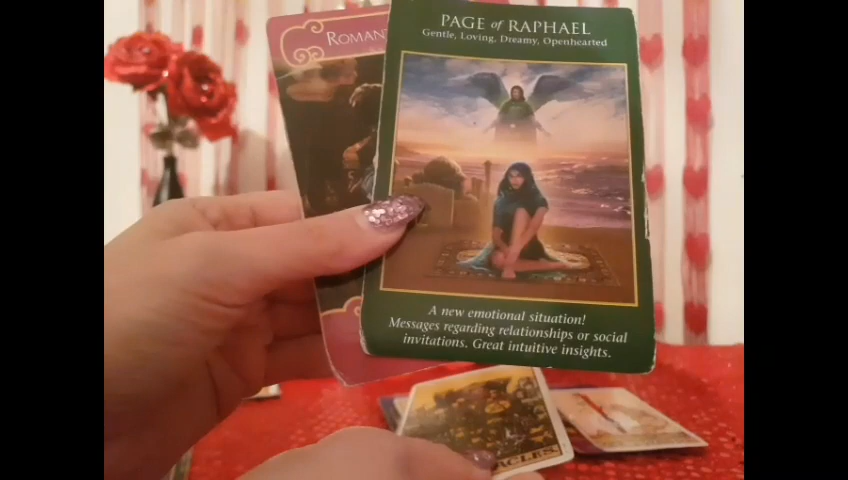 PAGE of RAPHAEL
Gentle, Loving, Dreamy, Openhearted
A new emotional situation!
Messages regarding relationships or social
invitations. Great intuitive insights.